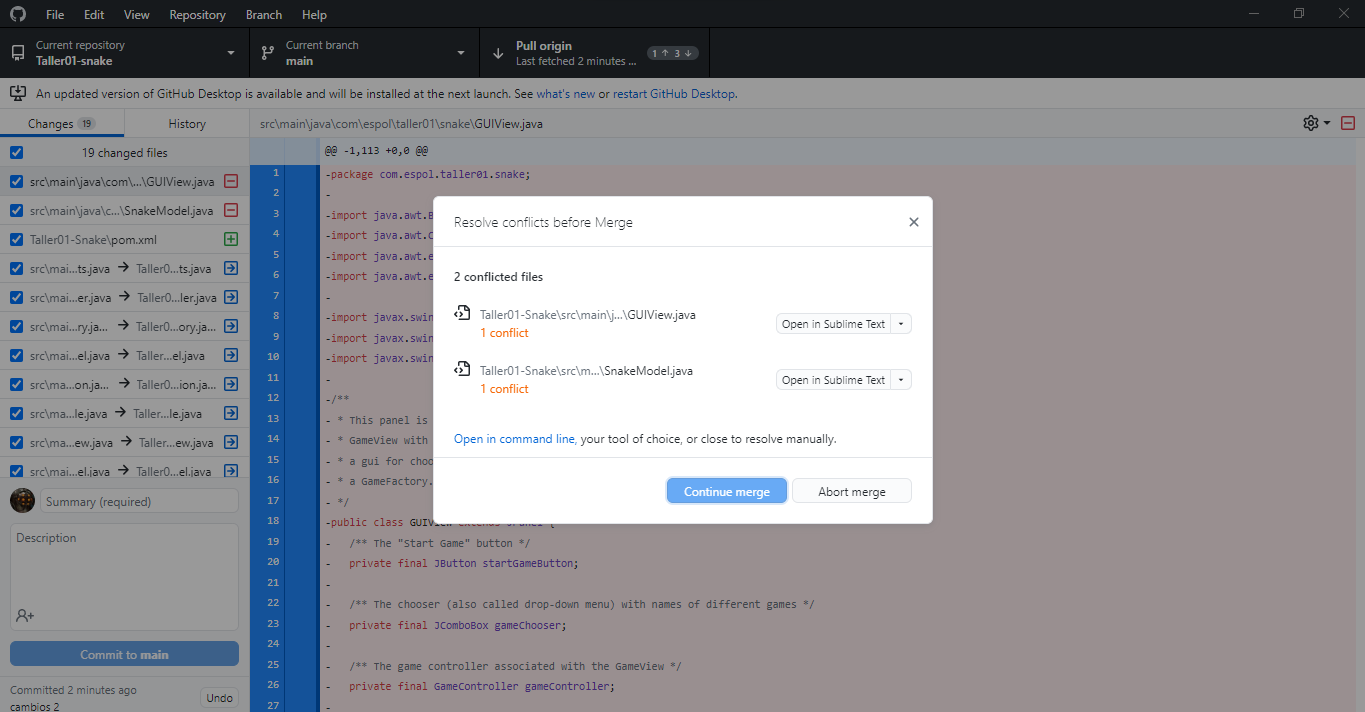 File Edit View Repository Branch Help
Current repository
Taller01-snake
Current branch
main
Pull origin
Last fetched 2 minutes ...
1 3
An updated version of GitHub Desktop is available and will be installed at the next launch. See what's new or restart GitHub Desktop.
Changes 19
History
src\main\java\com\espol\taller01\snake\GUIView.java
19 changed files
src\main\java\com\...\GUIView.java
src\main\java\c...\SnakeModel.java
Taller01-Snake\pom.xml
src\mai...ts.java → Taller0...ts.java
src\mai...er.java → Taller0...ler.java
src\mai...ry.ja... → Taller0...ory.ja...
src\mai...el.java → Taller...el.java
src\ma...on.ja... → Taller0...ion.ja...
src\ma...le.java → Taller...le.java
src\ma...ew.java → Taller...ew.java
src\mai...el.java → Taller0...el.java
Summary (required)
Description
Commit to main
Committed 2 minutes ago
cambios 2
Undo
@@ -1,113 +0,0 @@
1 -package com.espol.taller01.snake;
2 -
3 -import java.awt.B
4 -import java.awt.C
5 -import java.awt.e
6 -import java.awt.e
7 -
8 -import javax.swin
9 -import javax.swin
10 -import javax.swin
11 -
12 -/**
13 - * This panel is
14 - * GameView with
15 - * a gui for choo
16 - * a GameFactory.
17 - */
18 -public class GUIView extends JPanel {
19 - /** The "Start Game" button */
20 - private final JButton startGameButton;
21 -
22 - /** The chooser (also called drop-down menu) with names of different games */
23 - private final JComboBox gameChooser;
24 -
25 - /** The game controller associated with the GameView */
26 - private final GameController gameController;
27 -
Resolve conflicts before Merge
2 conflicted files
Taller01-Snake\src\main\j...\GUIView.java
1 conflict
Open in Sublime Text
Taller01-Snake\src\m...\SnakeModel.java
1 conflict
Open in Sublime Text
Open in command line, your tool of choice, or close to resolve manually.
Continue merge
Abort merge